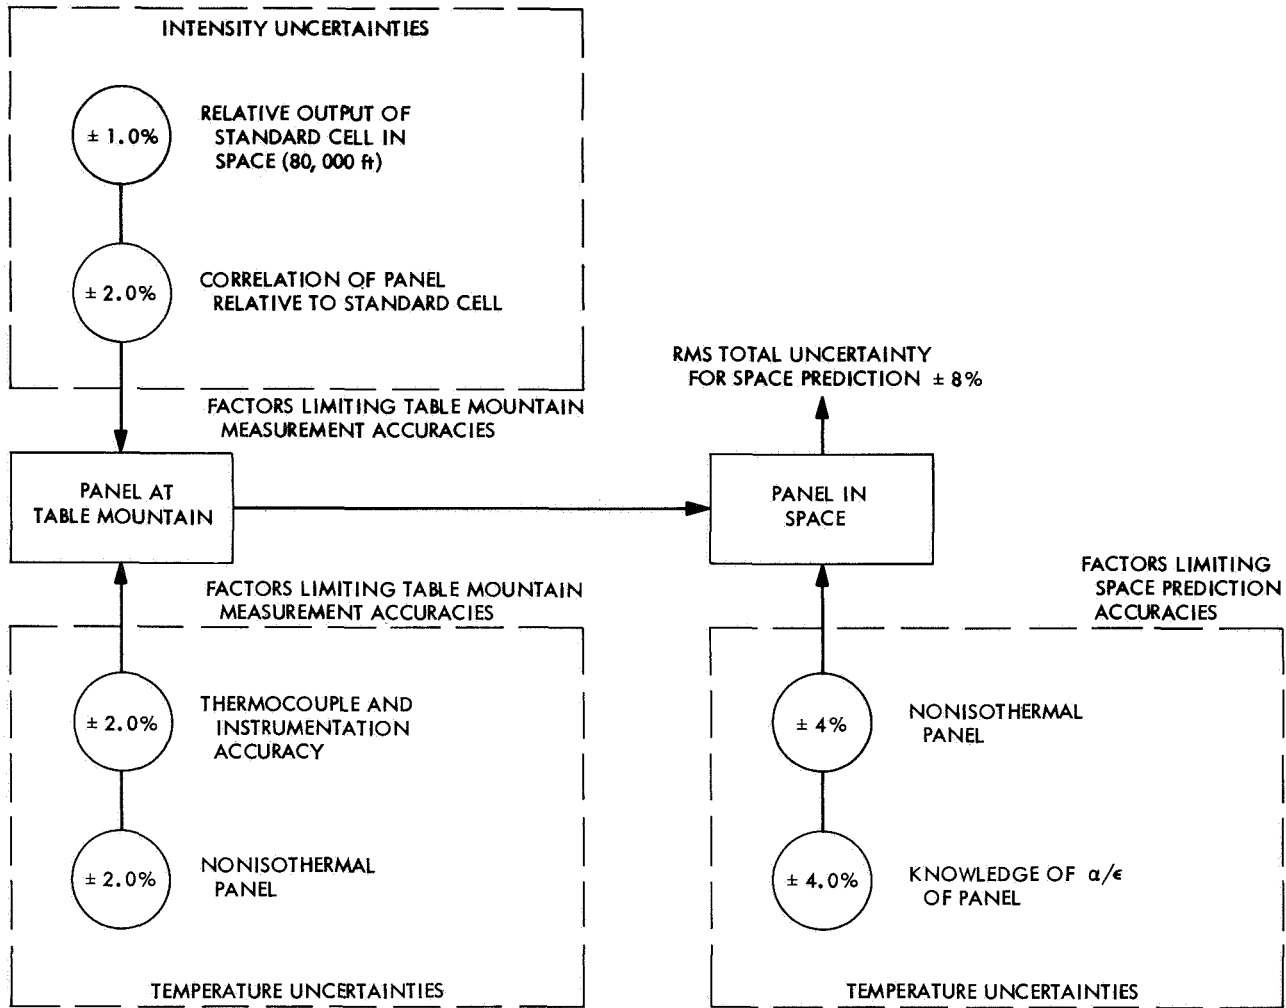 INTENSITY UNCERTAINTIES
± 1.0%
RELATIVE OUTPUT OF
STANDARD CELL IN
SPACE (80,000 ft)
± 2.0%
CORRELATION OF PANEL
RELATIVE TO STANDARD CELL
FACTORS LIMITING TABLE MOUNTAIN
MEASUREMENT ACCURACIES
PANEL AT
TABLE MOUNTAIN
FACTORS LIMITING TABLE MOUNTAIN
MEASUREMENT ACCURACIES
± 2.0%
THERMOCOUPLE AND
INSTRUMENTATION
ACCURACY
± 2.0%
NONISOTHERMAL
PANEL
TEMPERATURE UNCERTAINTIES
RMS TOTAL UNCERTAINTY
FOR SPACE PREDICTION ± 8%
PANEL IN
SPACE
FACTORS LIMITING
SPACE PREDICTION
ACCURACIES
± 4%
NONISOTHERMAL
PANEL
± 4.0%
KNOWLEDGE OF α/ϵ
OF PANEL
TEMPERATURE UNCERTAINTIES